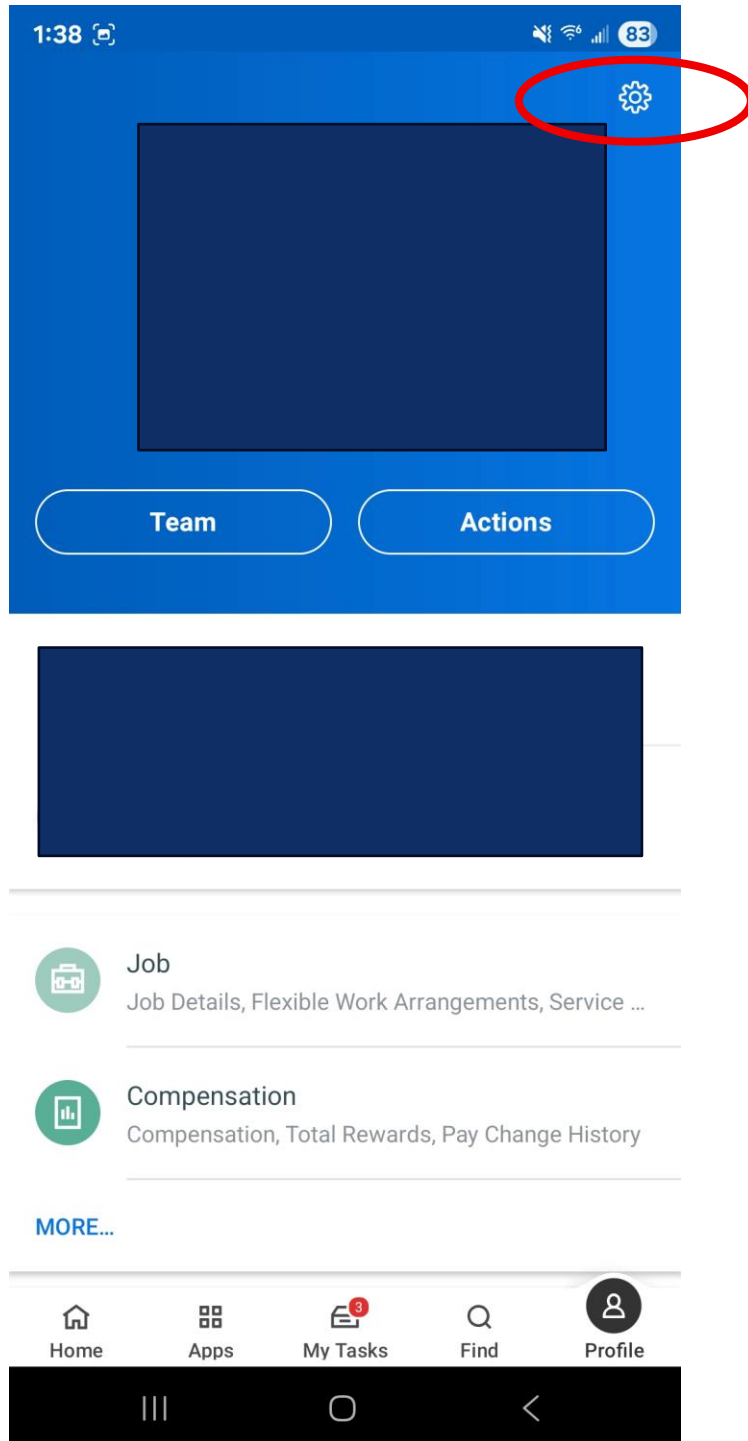 1:38 83
Team Actions
Job
Job Details, Flexible Work Arrangements, Service ...
Compensation
Compensation, Total Rewards, Pay Change History
MORE...
3
Home Apps My Tasks Find Profile